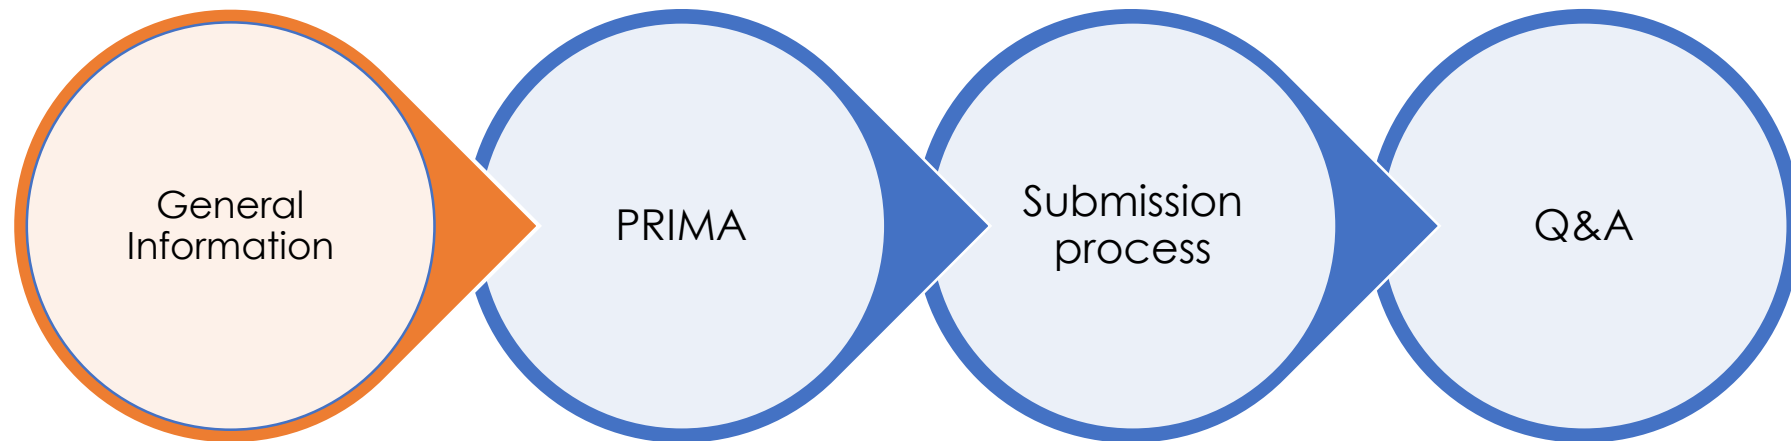 General
Information
PRIMA
Submission
process
Q&A